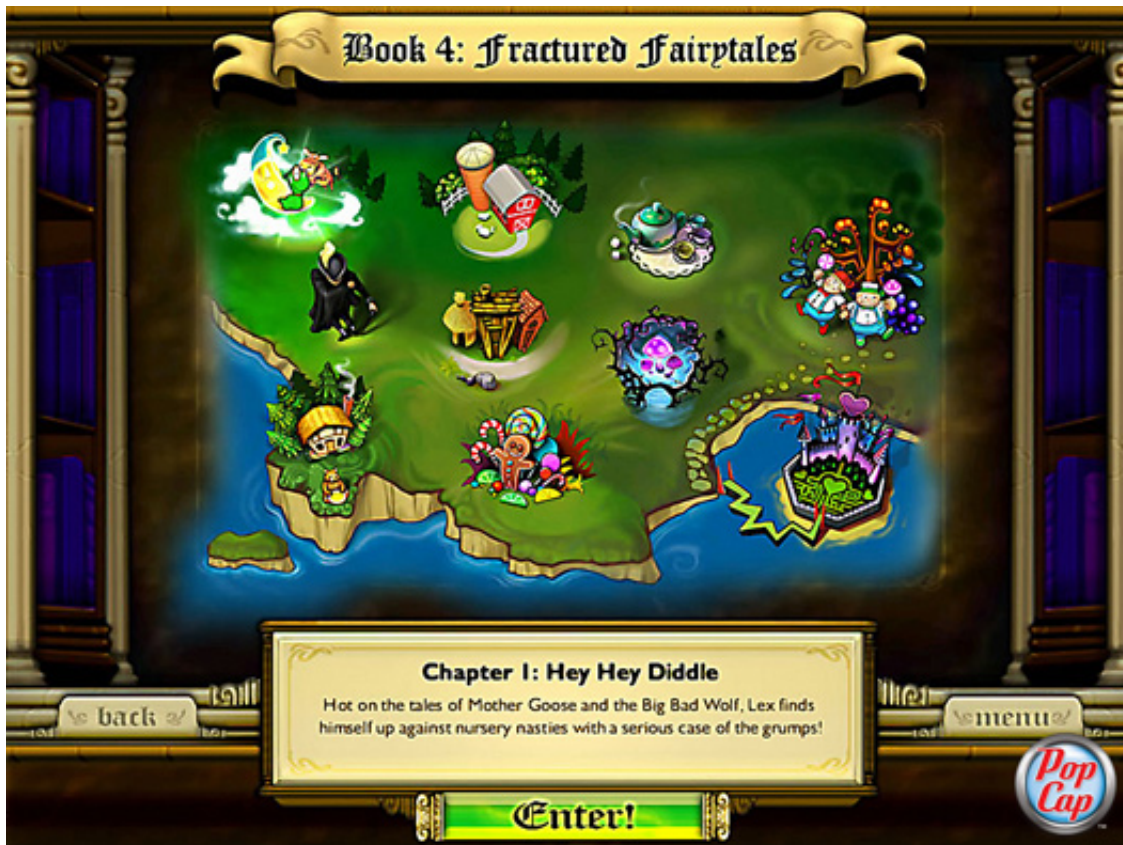 Book 4: Fractured Fairytales
Chapter 1: Hey Hey Diddle
Hot on the tales of Mother Goose and the Big Bad Wolf, Lex finds
himself up against nursery nasties with a serious case of the grumps!
back
menu
Enter!
Pop
Cap